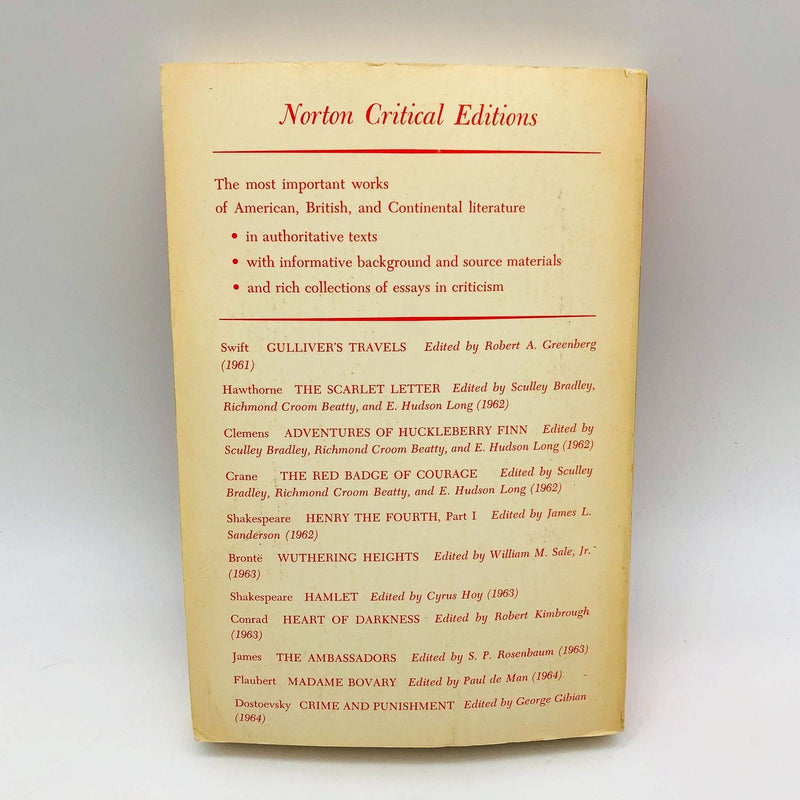 Norton Critical Editions
The most important works
of American, British, and Continental literature
• in authoritative texts
• with informative background and source materials
• and rich collections of essays in criticism
Swift GULLIVER'S TRAVELS Edited by Robert A. Greenberg
(1961)
Hawthorne THE SCARLET LETTER Edited by Sculley Bradley,
Richmond Croom Beatty, and E. Hudson Long (1962)
Clemens ADVENTURES OF HUCKLEBERRY FINN Edited by
Sculley Bradley, Richmond Croom Beatty, and E. Hudson Long (1962)
Crane THE RED BADGE OF COURAGE Edited by Sculley
Bradley, Richmond Croom Beatty, and E. Hudson Long (1962)
Shakespeare HENRY THE FOURTH, Part I Edited by James L.
Sanderson (1962)
Brontë WUTHERING HEIGHTS Edited by William M. Sale, Jr.
(1963)
Shakespeare HAMLET Edited by Cyrus Hoy (1963)
Conrad HEART OF DARKNESS Edited by Robert Kimbrough
(1963)
James THE AMBASSADORS Edited by S. P. Rosenbaum (1963)
Flaubert MADAME BOVARY Edited by Paul de Man (1964)
Dostoevsky CRIME AND PUNISHMENT Edited by George Gibian
(1964)